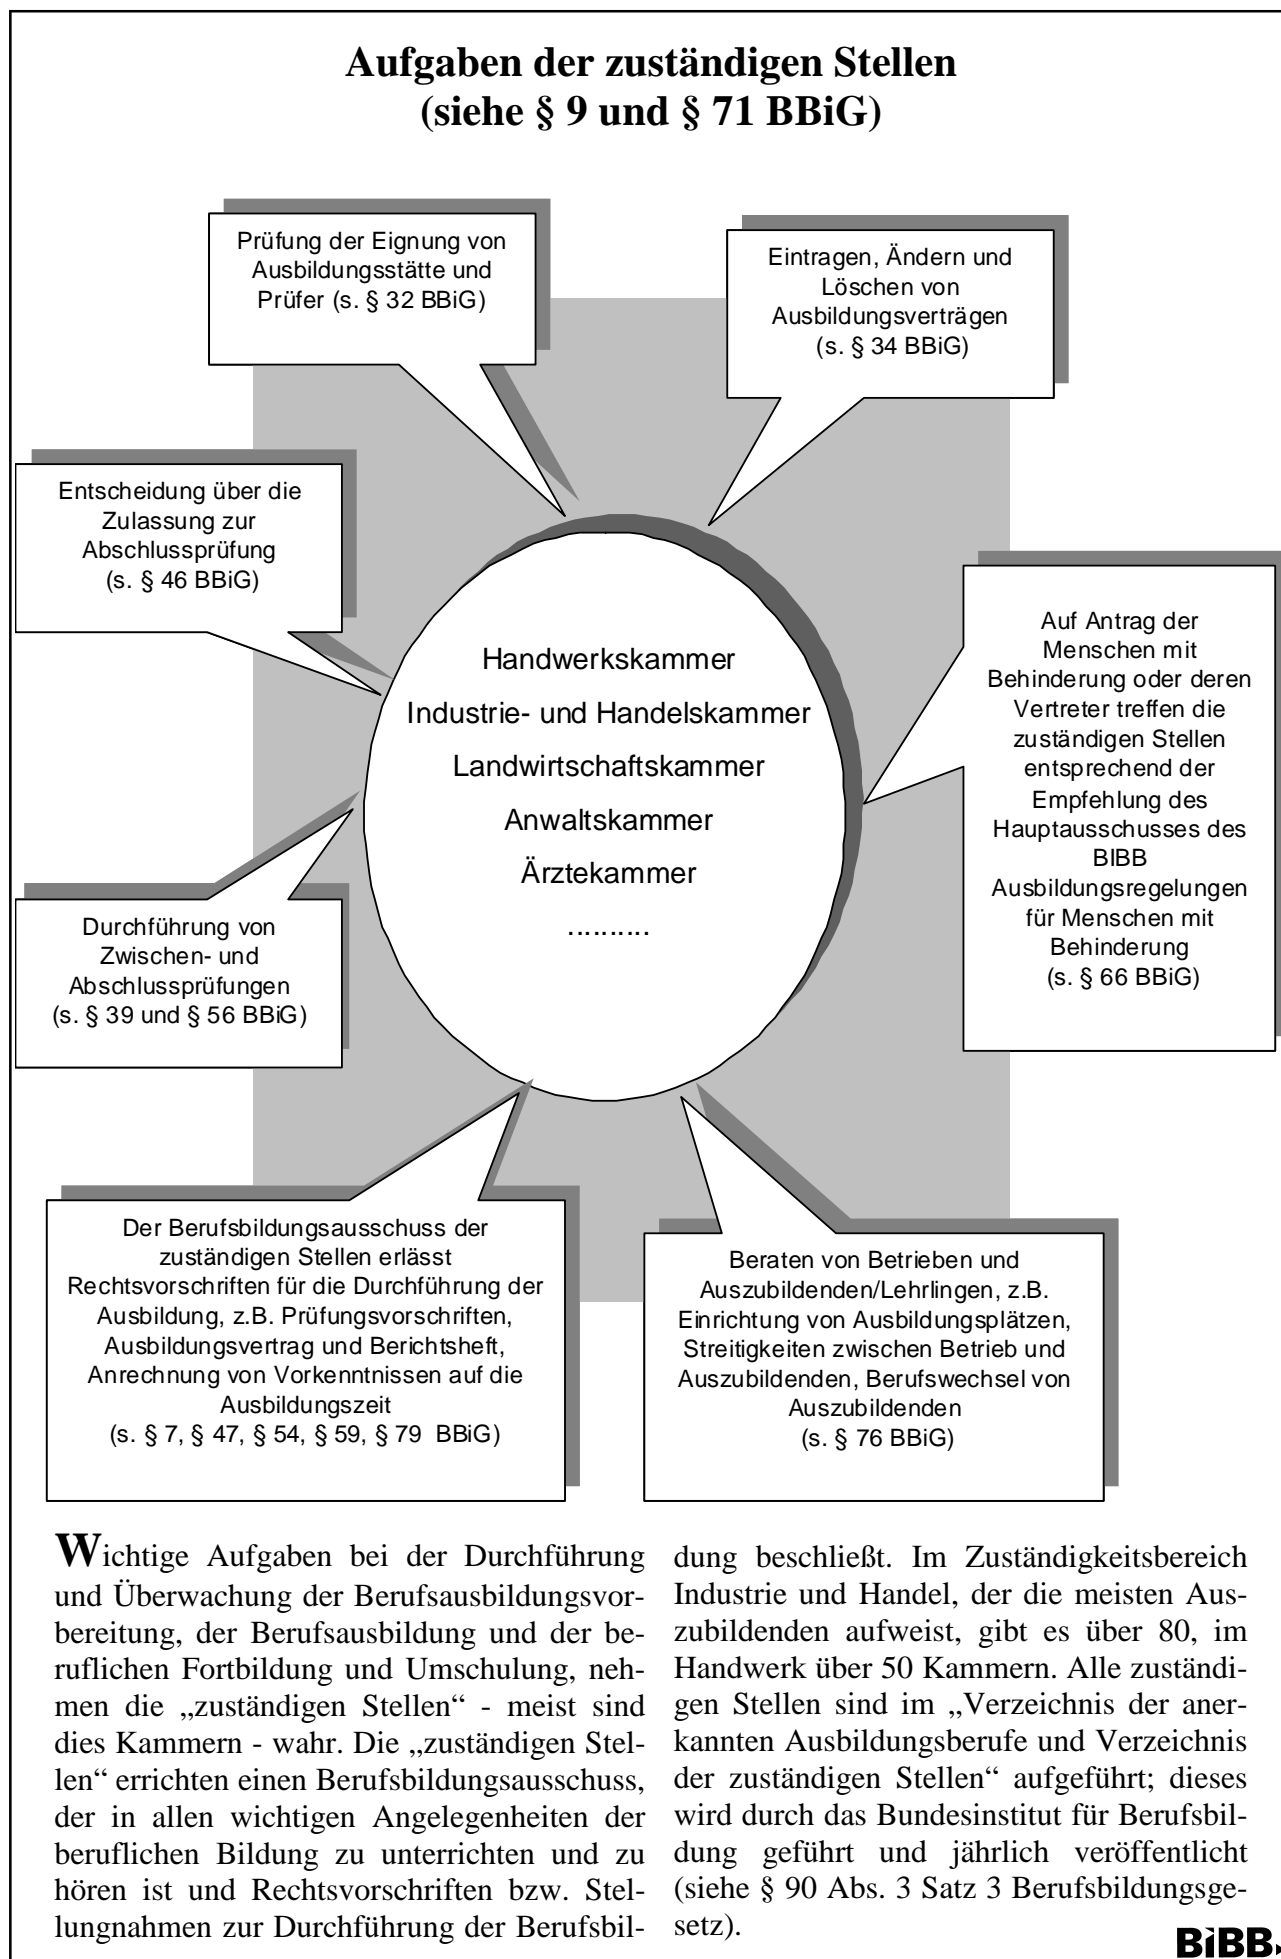 Aufgaben der zuständigen Stellen
(siehe § 9 und § 71 BBiG)
Prüfung der Eignung von
Ausbildungsstätte und
Prüfer (s. § 32 BBiG)
Eintragen, Ändern und
Löschen von
Ausbildungsverträgen
(s. § 34 BBiG)
Entscheidung über die
Zulassung zur
Abschlussprüfung
(s. § 46 BBiG)
Auf Antrag der
Menschen mit
Behinderung oder deren
Vertreter treffen die
zuständigen Stellen
entsprechend der
Empfehlung des
Hauptausschusses des
BIBB
Ausbildungsregelungen
für Menschen mit
Behinderung
(s. § 66 BBiG)
Handwerkskammer
Industrie- und Handelskammer
Landwirtschaftskammer
Anwaltskammer
Ärztekammer
..........
Durchführung von
Zwischen- und
Abschlussprüfungen
(s. § 39 und § 56 BBiG)
Der Berufsbildungsausschuss der
zuständigen Stellen erlässt
Rechtsvorschriften für die Durchführung der
Ausbildung, z.B. Prüfungsvorschriften,
Ausbildungsvertrag und Berichtsheft,
Anrechnung von Vorkenntnissen auf die
Ausbildungszeit
(s. § 7, § 47, § 54, § 59, § 79 BBiG)
Beraten von Betrieben und
Auszubildenden/Lehrlingen, z.B.
Einrichtung von Ausbildungsplätzen,
Streitigkeiten zwischen Betrieb und
Auszubildenden, Berufswechsel von
Auszubildenden
(s. § 76 BBiG)
Wichtige Aufgaben bei der Durchführung
und Überwachung der Berufsausbildungsvor-
bereitung, der Berufsausbildung und der be-
ruflichen Fortbildung und Umschulung, neh-
men die „zuständigen Stellen“ - meist sind
dies Kammern - wahr. Die „zuständigen Stel-
len“ errichten einen Berufsbildungsausschuss,
der in allen wichtigen Angelegenheiten der
beruflichen Bildung zu unterrichten und zu
hören ist und Rechtsvorschriften bzw. Stel-
lungnahmen zur Durchführung der Berufsbil-
dung beschließt. Im Zuständigkeitsbereich
Industrie und Handel, der die meisten Aus-
zubildenden aufweist, gibt es über 80, im
Handwerk über 50 Kammern. Alle zuständi-
gen Stellen sind im „Verzeichnis der aner-
kannten Ausbildungsberufe und Verzeichnis
der zuständigen Stellen“ aufgeführt; dieses
wird durch das Bundesinstitut für Berufsbil-
dung geführt und jährlich veröffentlicht
(siehe § 90 Abs. 3 Satz 3 Berufsbildungsge-
setz).
BiBB